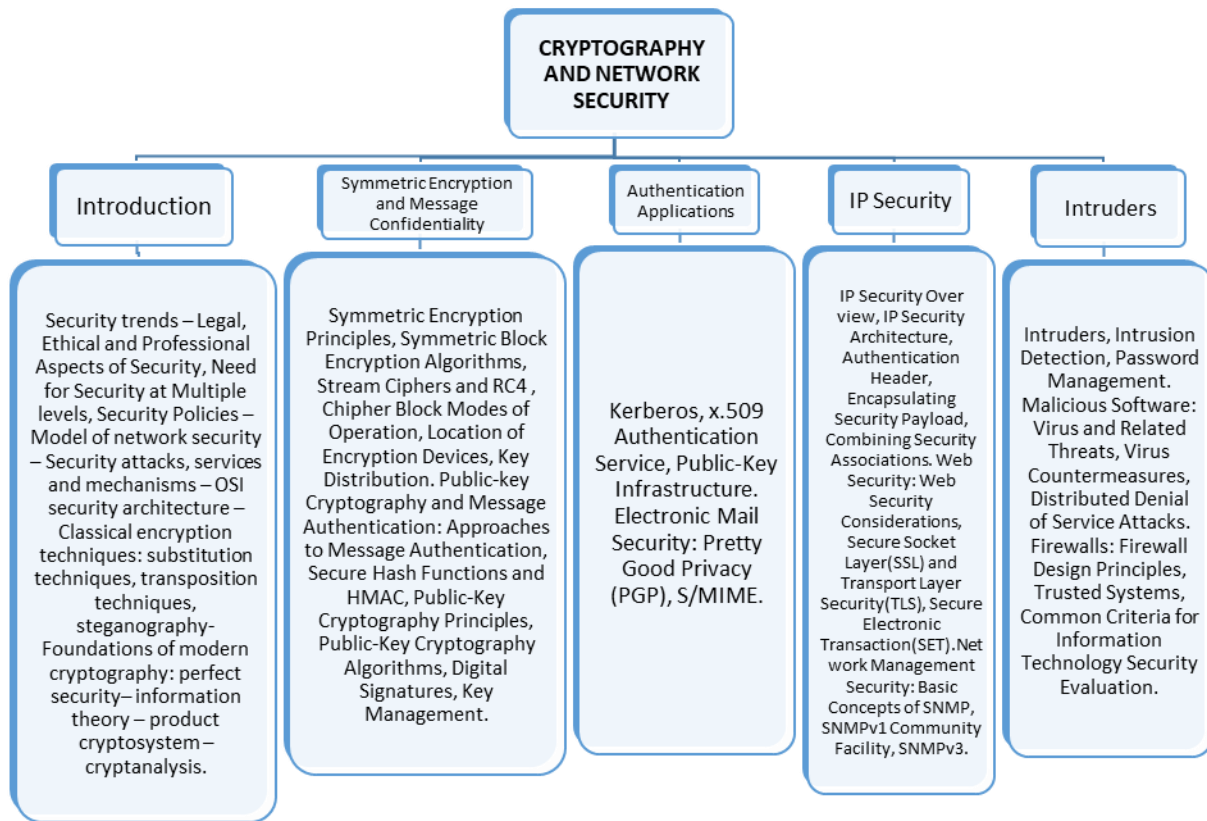 CRYPTOGRAPHY
AND NETWORK
SECURITY
Introduction
Symmetric Encryption
and Message
Confidentiality
Authentication
Applications
IP Security
Intruders
Security trends – Legal,
Ethical and Professional
Aspects of Security, Need
for Security at Multiple
levels, Security Policies –
Model of network security
– Security attacks, services
and mechanisms – OSI
security architecture –
Classical encryption
techniques: substitution
techniques, transposition
techniques,
steganography-
Foundations of modern
cryptography: perfect
security– information
theory – product
cryptosystem –
cryptanalysis.
Symmetric Encryption
Principles, Symmetric Block
Encryption Algorithms,
Stream Ciphers and RC4 ,
Chipher Block Modes of
Operation, Location of
Encryption Devices, Key
Distribution. Public-key
Cryptography and Message
Authentication: Approaches
to Message Authentication,
Secure Hash Functions and
HMAC, Public-Key
Cryptography Principles,
Public-Key Cryptography
Algorithms, Digital
Signatures, Key
Management.
Kerberos, x.509
Authentication
Service, Public-Key
Infrastructure.
Electronic Mail
Security: Pretty
Good Privacy
(PGP), S/MIME.
IP Security Over
view, IP Security
Architecture,
Authentication
Header,
Encapsulating
Security Payload,
Combining Security
Associations. Web
Security: Web
Security
Considerations,
Secure Socket
Layer(SSL) and
Transport Layer
Security(TLS), Secure
Electronic
Transaction(SET).Net
work Management
Security: Basic
Concepts of SNMP,
SNMPv1 Community
Facility, SNMPv3.
Intruders, Intrusion
Detection, Password
Management.
Malicious Software:
Virus and Related
Threats, Virus
Countermeasures,
Distributed Denial
of Service Attacks.
Firewalls: Firewall
Design Principles,
Trusted Systems,
Common Criteria for
Information
Technology Security
Evaluation.